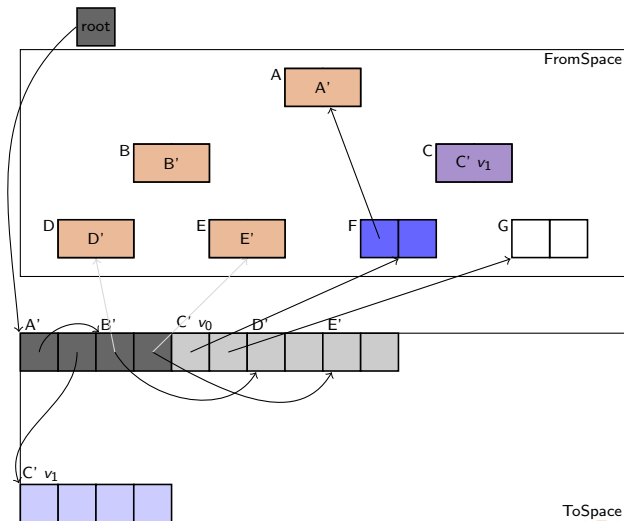 root
FromSpace
A A'
B B' C C' v₁
D D' E E' F G
A' B' C' v₀ D' E'
C' v₁
ToSpace